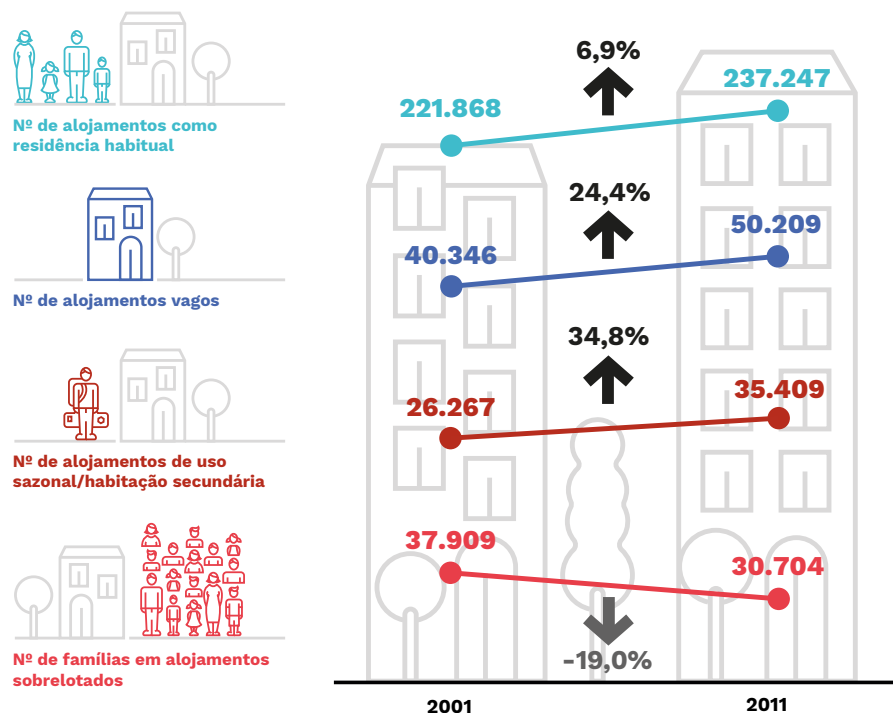 Nº de alojamentos como
residência habitual
221.868
6,9%
237.247
Nº de alojamentos vagos
40.346
24,4%
50.209
Nº de alojamentos de uso
sazonal/habitação secundária
26.267
34,8%
35.409
Nº de famílias em alojamentos
sobrelotados
37.909
-19,0%
30.704
2001
2011